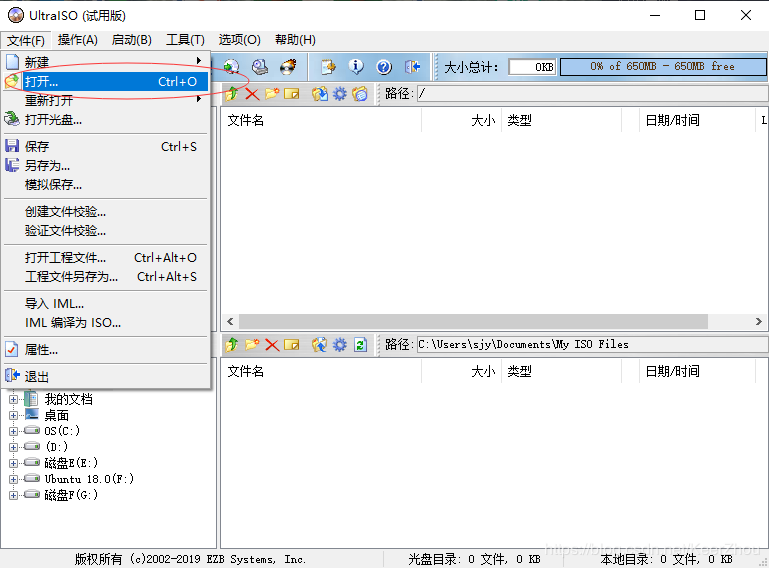 UltraISO (试用版)
文件(F) 操作(A) 启动(B) 工具(T) 选项(O) 帮助(H)
新建
大小总计: 0KB 0% of 650MB - 650MB free
打开... Ctrl+O
重新打开
路径: /
打开光盘...
文件名 大小 类型 日期/时间 L
保存 Ctrl+S
另存为...
模拟保存...
创建文件校验...
验证文件校验...
打开工程文件... Ctrl+Alt+O
工程文件另存为... Ctrl+Alt+S
导入 IML...
IML 编译为 ISO...
属性...
路径: C:\Users\sjy\Documents\My ISO Files
退出
文件名 大小 类型 日期/时间
我的文档
桌面
OS(C:)
(D:)
磁盘E(E:)
Ubuntu 18.0(F:)
磁盘F(G:)
版权所有 (c)2002-2019 EZB Systems, Inc. 光盘目录: 0 文件, 0 KB 本地目录: 0 文件, 0 KB